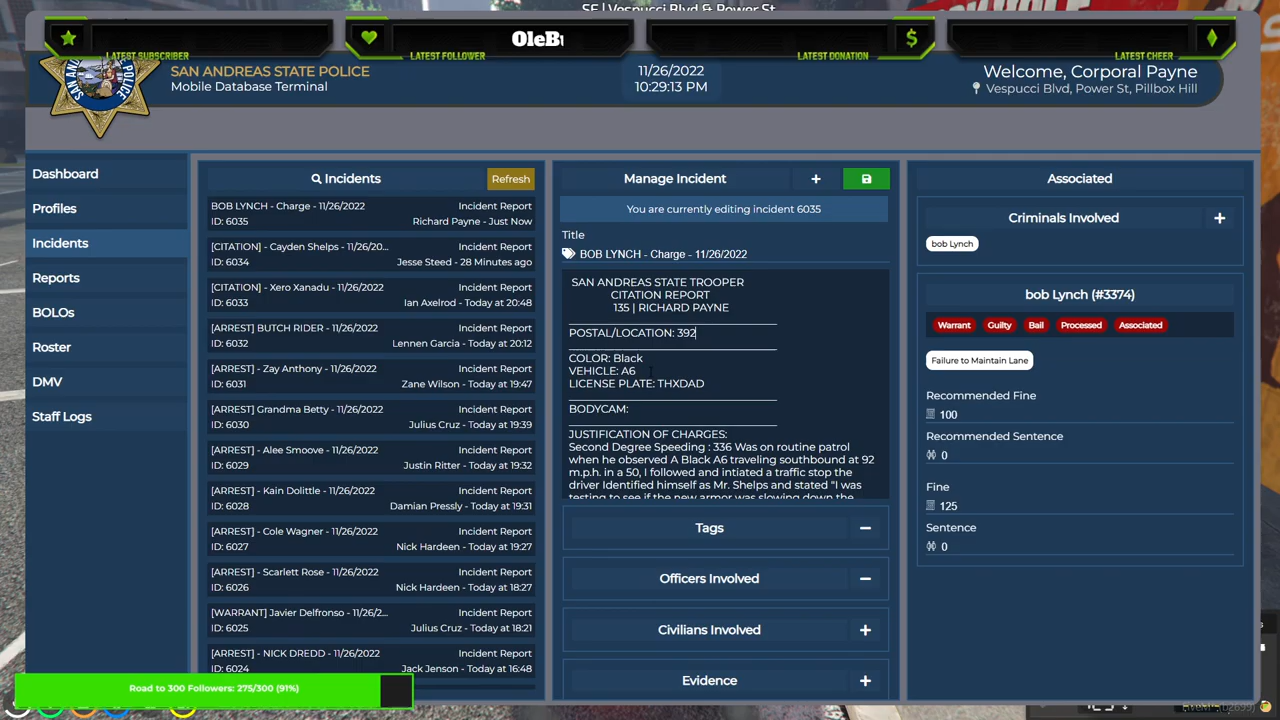 SE | Vespucci Blvd & Power St
LATEST SUBSCRIBER
OleB
LATEST FOLLOWER
LATEST DONATION
LATEST CHEER
SAN ANDREAS STATE POLICE
Mobile Database Terminal
11/26/2022
10:29:13 PM
Welcome, Corporal Payne
Vespucci Blvd, Power St, Pillbox Hill
Dashboard
Profiles
Incidents
Reports
BOLOs
Roster
DMV
Staff Logs
Incidents
Refresh
BOB LYNCH - Charge - 11/26/2022 Incident Report
ID: 6035 Richard Payne - Just Now
[CITATION] - Cayden Shelps - 11/26/20... Incident Report
ID: 6034 Jesse Steed - 28 Minutes ago
[CITATION] - Xero Xanadu - 11/26/2022 Incident Report
ID: 6033 Ian Axelrod - Today at 20:48
[ARREST] BUTCH RIDER - 11/26/2022 Incident Report
ID: 6032 Lennen Garcia - Today at 20:12
[ARREST] - Zay Anthony - 11/26/2022 Incident Report
ID: 6031 Zane Wilson - Today at 19:47
[ARREST] Grandma Betty - 11/26/2022 Incident Report
ID: 6030 Julius Cruz - Today at 19:39
[ARREST] - Alee Smoove - 11/26/2022 Incident Report
ID: 6029 Justin Ritter - Today at 19:32
[ARREST] - Kain Dolittle - 11/26/2022 Incident Report
ID: 6028 Damian Pressly - Today at 19:31
[ARREST] - Cole Wagner - 11/26/2022 Incident Report
ID: 6027 Nick Hardeen - Today at 19:27
[ARREST] - Scarlett Rose - 11/26/2022 Incident Report
ID: 6026 Nick Hardeen - Today at 18:27
[WARRANT] Javier Delfronso - 11/26/2... Incident Report
ID: 6025 Julius Cruz - Today at 18:21
[ARREST] - NICK DREDD - 11/26/2022 Incident Report
ID: 6024 Jack Jenson - Today at 16:48
Road to 300 Followers: 275/300 (91%)
Manage Incident
You are currently editing incident 6035
Title
BOB LYNCH - Charge - 11/26/2022
SAN ANDREAS STATE TROOPER
CITATION REPORT
135 | RICHARD PAYNE
POSTAL/LOCATION: 392
COLOR: Black
VEHICLE: A6
LICENSE PLATE: THXDAD
BODYCAM:
JUSTIFICATION OF CHARGES:
Second Degree Speeding : 336 Was on routine patrol
when he observed A Black A6 traveling southbound at 92
m.p.h. in a 50, I followed and intiated a traffic stop the
driver Identified himself as Mr. Shelps and stated "I was
testing to see if the new armor was slowing down the
Tags
Officers Involved
Civilians Involved
Evidence
Associated
Criminals Involved
bob Lynch
bob Lynch (#3374)
Warrant Guilty Bail Processed Associated
Failure to Maintain Lane
Recommended Fine
100
Recommended Sentence
0
Fine
125
Sentence
0